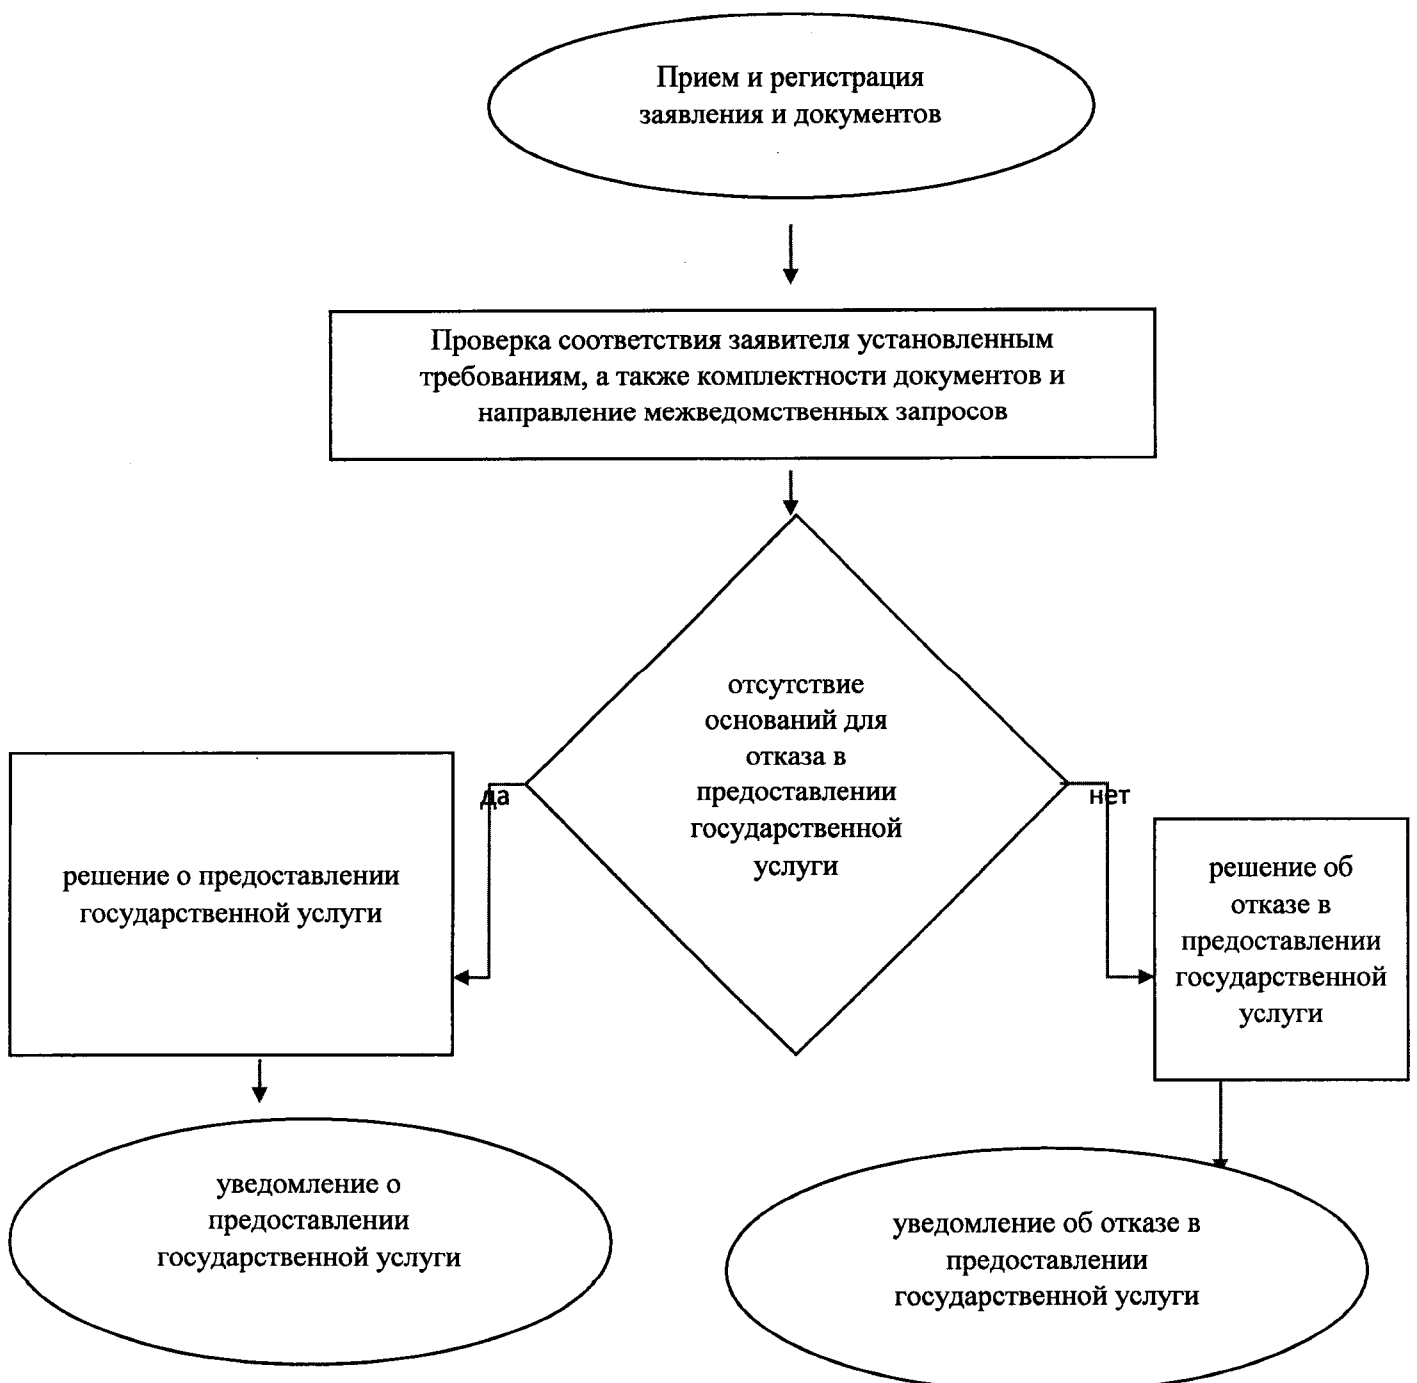 Прием и регистрация
заявления и документов
Проверка соответствия заявителя установленным
требованиям, а также комплектности документов и
направление межведомственных запросов
отсутствие
оснований для
отказа в
предоставлении
государственной
услуги
да
нет
решение о предоставлении
государственной услуги
решение об
отказе в
предоставлении
государственной
услуги
уведомление о
предоставлении
государственной услуги
уведомление об отказе в
предоставлении
государственной услуги